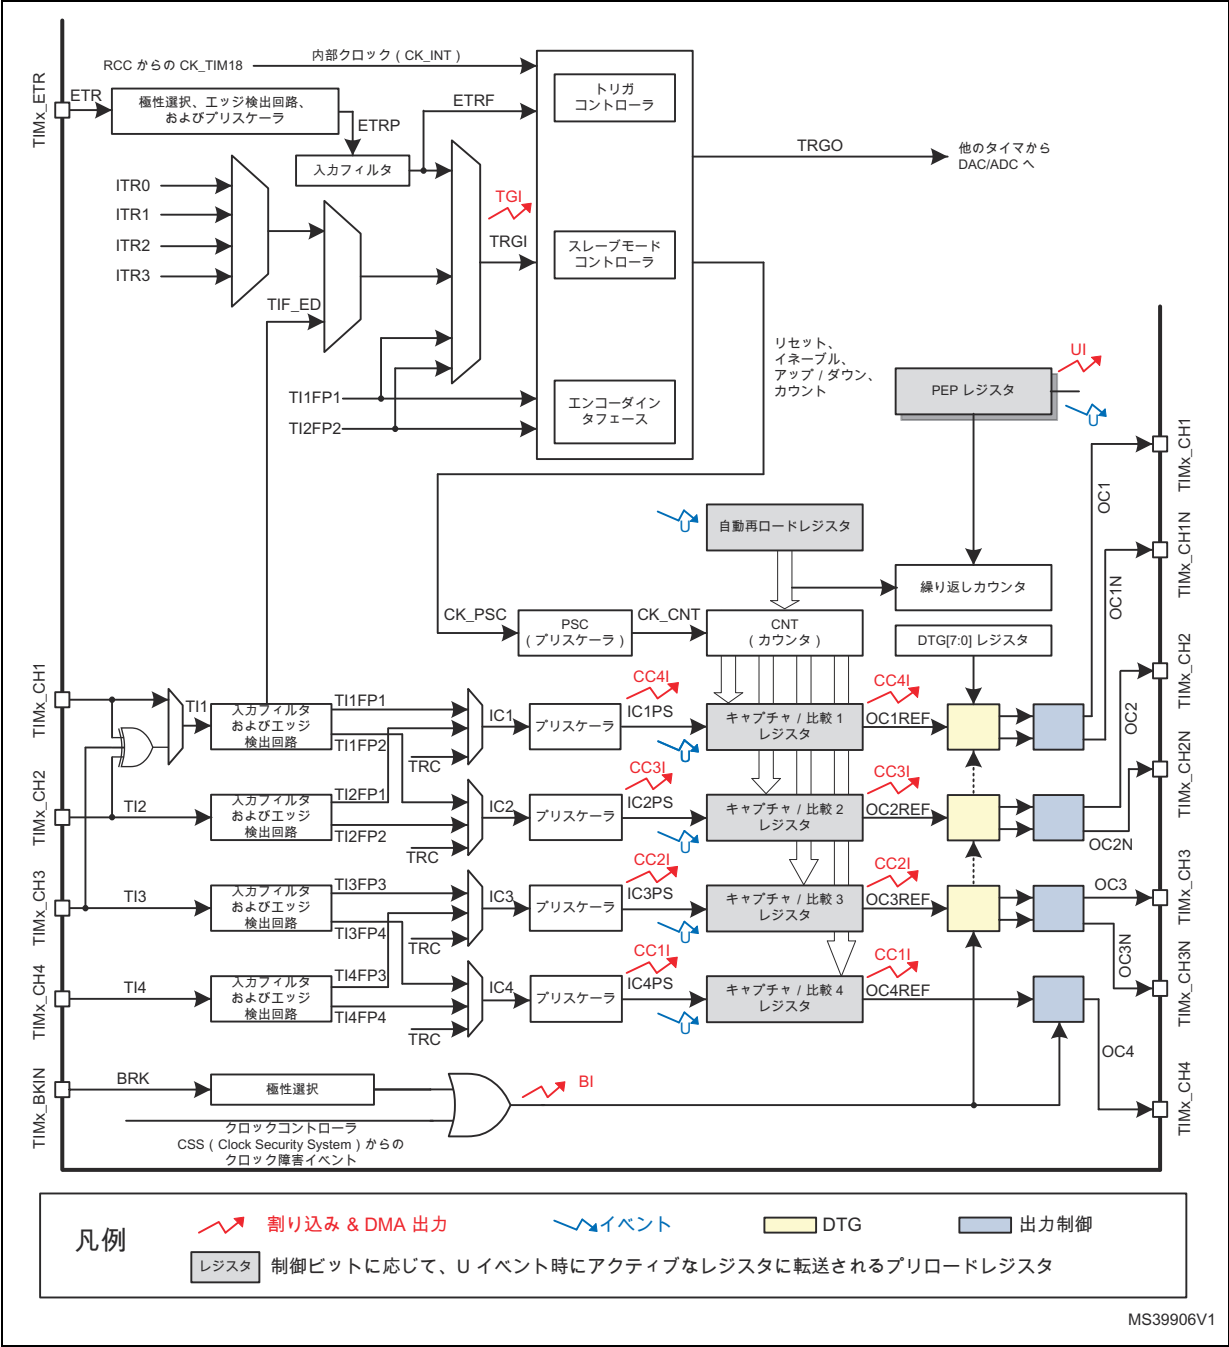 内部クロック ( CK_INT )
RCC からの CK_TIM18
TIMx_ETR
ETR
極性選択、エッジ検出回路、
およびプリスケーラ
ETRP
ETRF
入力フィルタ
トリガ
コントローラ
TRGO
他のタイマから
DAC/ADC へ
ITR0
ITR1
ITR2
ITR3
TGI
TRGI
スレーブモード
コントローラ
TIF_ED
リセット、
イネーブル、
アップ / ダウン、
カウント
UI
PEP レジスタ
U
TI1FP1
TI2FP2
エンコーダイン
タフェース
TIMx_CH1
OC1
U
自動再ロードレジスタ
TIMx_CH1N
OC1N
繰り返しカウンタ
CK_PSC
PSC
( プリスケーラ )
CK_CNT
CNT
( カウンタ )
DTG[7:0] レジスタ
TIMx_CH2
OC2
TIMx_CH1
TI1
入力フィルタ
およびエッジ
検出回路
TI1FP1
TI1FP2
TRC
IC1
プリスケーラ
CC4I
IC1PS
U
キャプチャ / 比較 1
レジスタ
CC4I
OC1REF
TIMx_CH2N
TIMx_CH2
TI2
入力フィルタ
およびエッジ
検出回路
TI2FP1
TI2FP2
TRC
IC2
プリスケーラ
CC3I
IC2PS
U
キャプチャ / 比較 2
レジスタ
CC3I
OC2REF
OC2N
TIMx_CH3
TI3
入力フィルタ
およびエッジ
検出回路
TI3FP3
TI3FP4
TRC
IC3
プリスケーラ
CC2I
IC3PS
U
キャプチャ / 比較 3
レジスタ
CC2I
OC3REF
OC3
TIMx_CH3
OC3N
TIMx_CH3N
TIMx_CH4
TI4
入力フィルタ
およびエッジ
検出回路
TI4FP3
TI4FP4
TRC
IC4
プリスケーラ
CC1I
IC4PS
U
キャプチャ / 比較 4
レジスタ
CC1I
OC4REF
OC4
TIMx_CH4
TIMx_BKIN
BRK
極性選択
BI
クロックコントローラ
CSS ( Clock Security System ) からの
クロック障害イベント
凡例
割り込み & DMA 出力
イベント
DTG
出力制御
レジスタ
制御ビットに応じて、U イベント時にアクティブなレジスタに転送されるプリロードレジスタ
MS39906V1